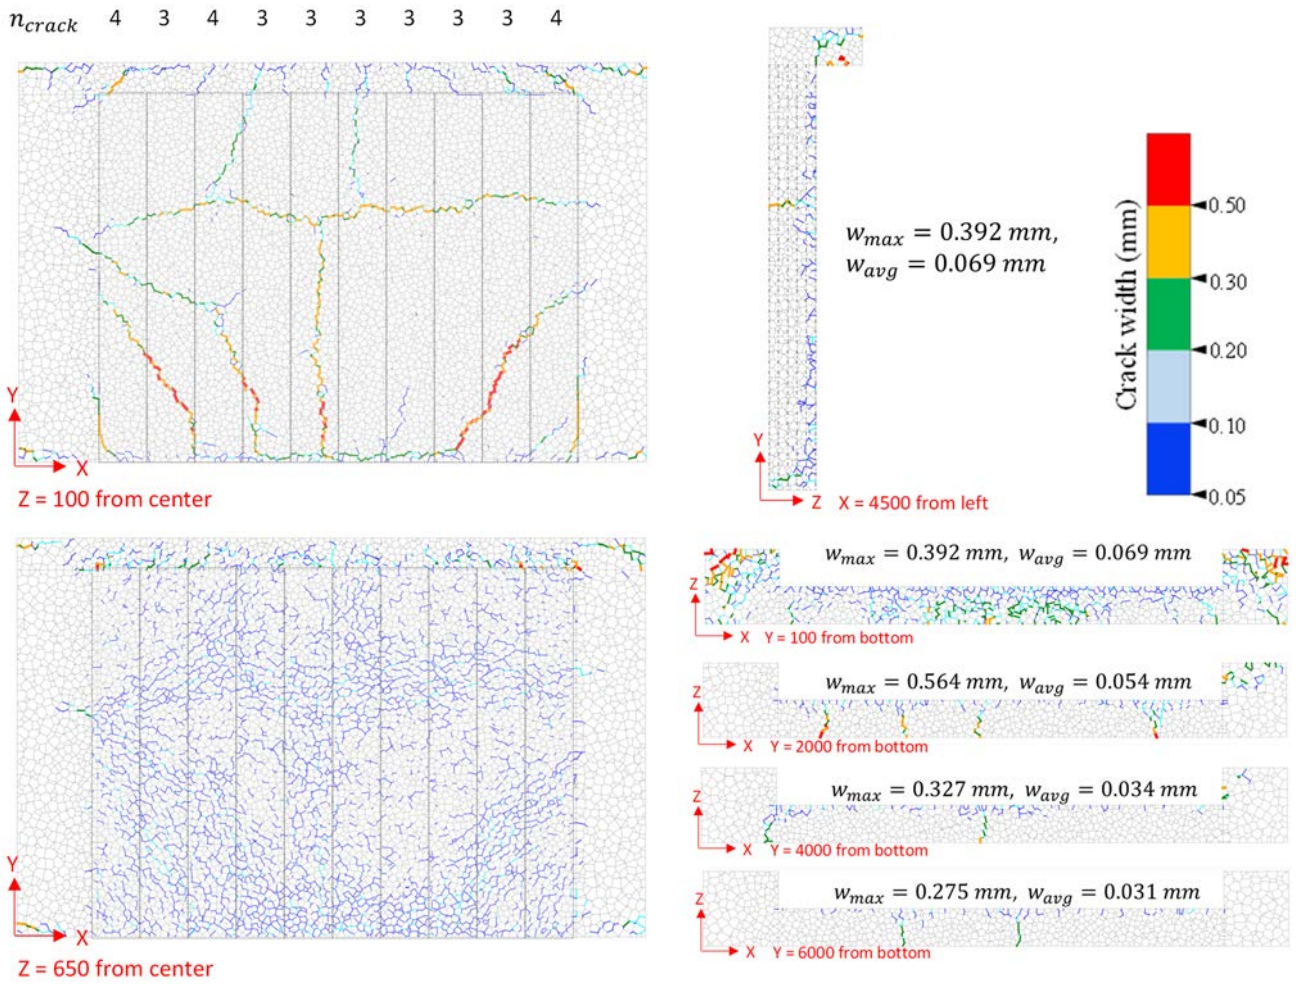 n_crack 4 3 4 3 3 3 3 3 3 4
Y
X
Z = 100 from center
w_max = 0.392 mm,
w_avg = 0.069 mm
Y
Z X = 4500 from left
Crack width (mm)
0.50
0.30
0.20
0.10
0.05
Y
X
Z = 650 from center
w_max = 0.392 mm, w_avg = 0.069 mm
Z
X Y = 100 from bottom
w_max = 0.564 mm, w_avg = 0.054 mm
Z
X Y = 2000 from bottom
w_max = 0.327 mm, w_avg = 0.034 mm
Z
X Y = 4000 from bottom
w_max = 0.275 mm, w_avg = 0.031 mm
Z
X Y = 6000 from bottom